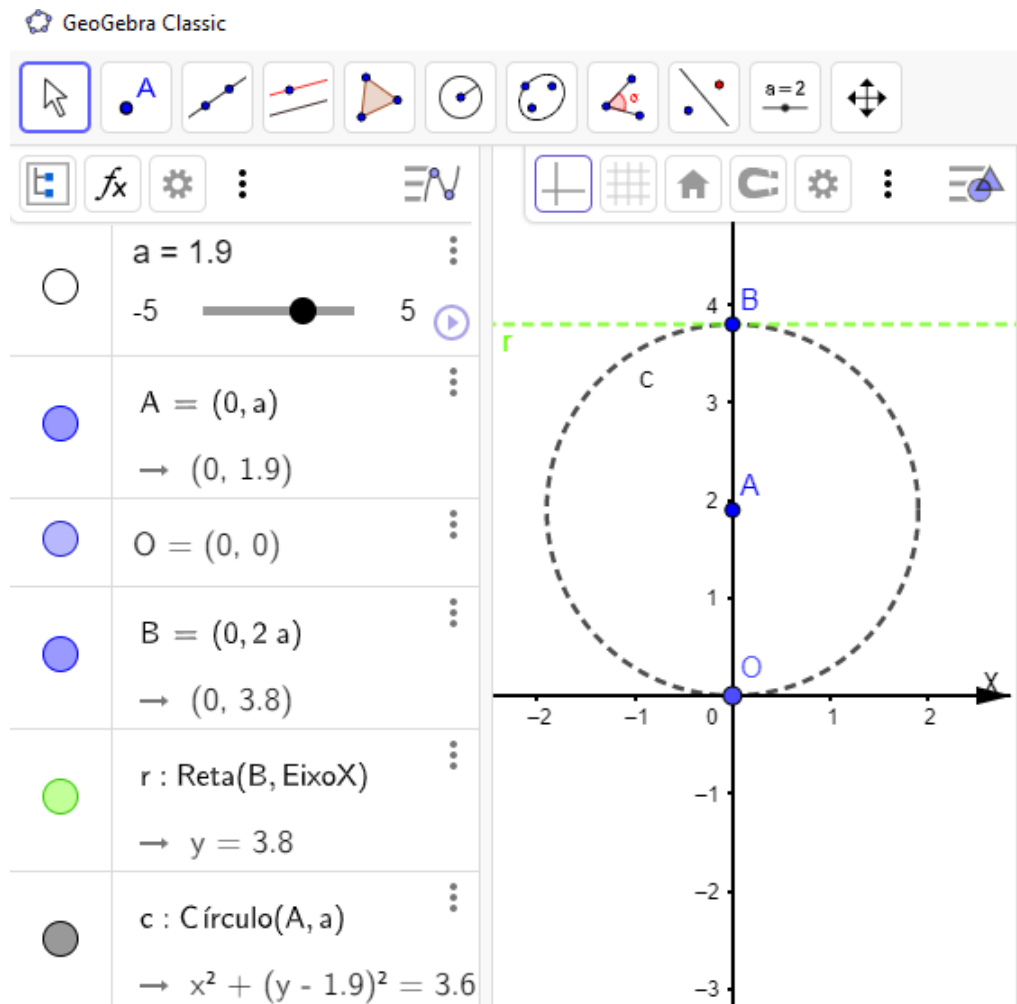 GeoGebra Classic
A
α
a = 2
fx
a = 1.9
-5
5
A = (0, a)
→ (0, 1.9)
O = (0, 0)
B = (0, 2 a)
→ (0, 3.8)
r : Reta(B, EixoX)
→ y = 3.8
c : Círculo(A, a)
→ x² + (y - 1.9)² = 3.6
4
B
r
c
3
2
A
1
O
X
–2
–1
0
1
2
–1
–2
–3